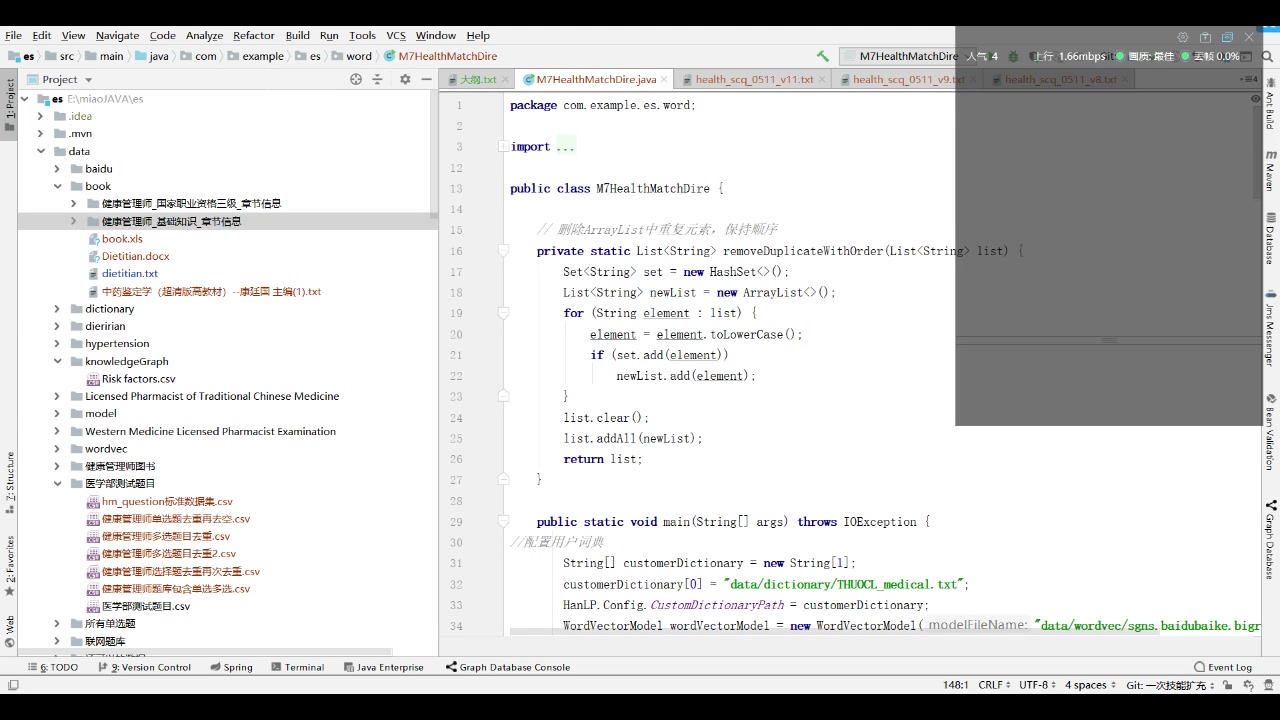 File Edit View Navigate Code Analyze Refactor Build Run Tools VCS Window Help
es src main java com example es word M7HealthMatchDire
M7HealthMatchDire 人气 4 上行 1.66mbps 画质: 最佳 丢帧 0.0%
1: Project
Project
大纲.txt M7HealthMatchDire.java health_scq_0511_v11.txt health_scq_0511_v9.txt health_scq_0511_v8.txt
es E:\miaoJAVA\es
.idea
.mvn
data
baidu
book
健康管理师_国家职业资格三级_章节信息
健康管理师_基础知识_章节信息
book.xls
Dietitian.docx
dietitian.txt
中药鉴定学（超清版高教材）--康廷国 主编(1).txt
dictionary
dieririan
hypertension
knowledgeGraph
Risk factors.csv
Licensed Pharmacist of Traditional Chinese Medicine
model
Western Medicine Licensed Pharmacist Examination
wordvec
健康管理师图书
医学部测试题目
hm_question标准数据集.csv
健康管理师单选题去重再去空.csv
健康管理师多选题目去重.csv
健康管理师多选题目去重2.csv
健康管理师选择题去重再次去重.csv
健康管理师题库包含单选多选.csv
医学部测试题目.csv
所有单选题
联网题库
1 package com.example.es.word;
2
3 import ...
12
13 public class M7HealthMatchDire {
14
15 // 删除ArrayList中重复元素，保持顺序
16 private static List<String> removeDuplicateWithOrder(List<String> list) {
17 Set<String> set = new HashSet<>();
18 List<String> newList = new ArrayList<>();
19 for (String element : list) {
20 element = element.toLowerCase();
21 if (set.add(element))
22 newList.add(element);
23 }
24 list.clear();
25 list.addAll(newList);
26 return list;
27 }
28
29 public static void main(String[] args) throws IOException {
30 //配置用户词典
31 String[] customerDictionary = new String[1];
32 customerDictionary[0] = "data/dictionary/THUOCL_medical.txt";
33 HanLP.Config.CustomDictionaryPath = customerDictionary;
34 WordVectorModel wordVectorModel = new WordVectorModel( modelFileName: "data/wordvec/sgns.baidubaike.bigr
Z: Structure
2: Favorites
Web
Ant Build
Maven
Database
Jms Messenger
Bean Validation
Graph Database
6: TODO 9: Version Control Spring Terminal Java Enterprise Graph Database Console Event Log
148:1 CRLF UTF-8 4 spaces Git: 一次技能扩充